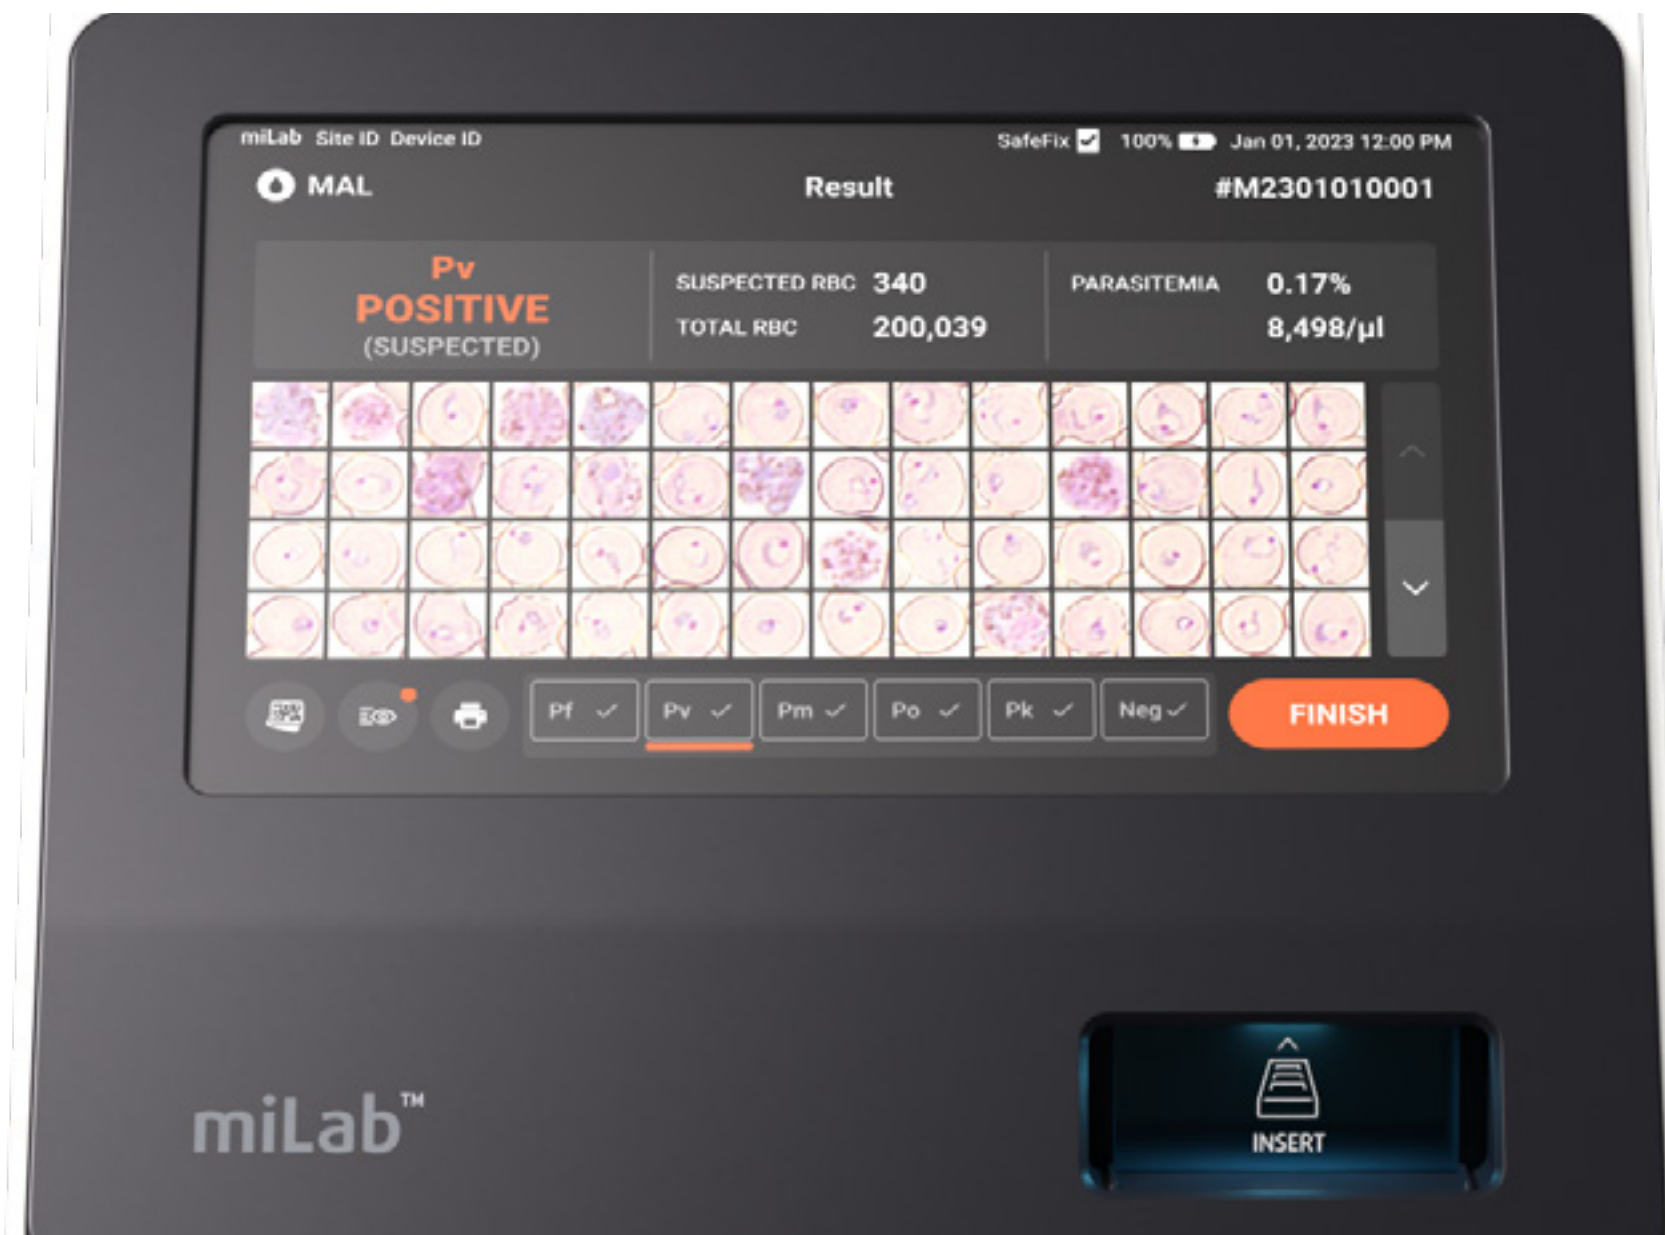 miLab Site ID Device ID SafeFix 100% Jan 01, 2023 12:00 PM
MAL Result #M2301010001
Pv
POSITIVE
(SUSPECTED)
SUSPECTED RBC 340
TOTAL RBC 200,039
PARASITEMIA 0.17%
8,498/µl
Pf Pv Pm Po Pk Neg FINISH
miLab™
INSERT